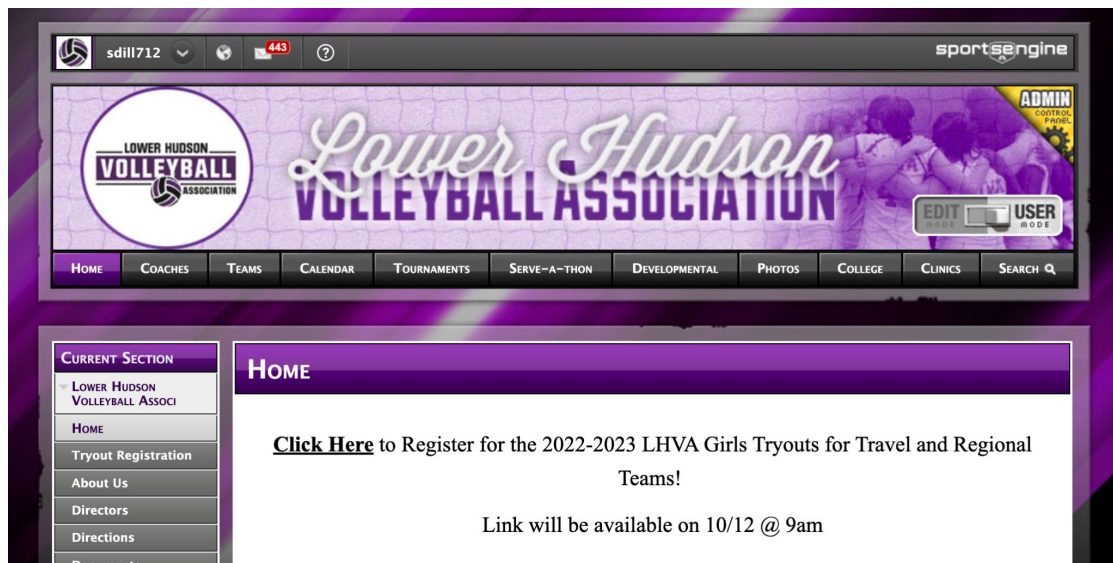 sdill712
443
?
sportsengine
LOWER HUDSON
VOLLEYBALL
ASSOCIATION
Lower Hudson
VOLLEYBALL ASSOCIATION
ADMIN
CONTROL
PANEL
EDIT MODE
USER MODE
HOME COACHES TEAMS CALENDAR TOURNAMENTS SERVE-A-THON DEVELOPMENTAL PHOTOS COLLEGE CLINICS SEARCH
CURRENT SECTION
LOWER HUDSON
VOLLEYBALL ASSOCI
HOME
Tryout Registration
About Us
Directors
Directions
HOME
Click Here to Register for the 2022-2023 LHVA Girls Tryouts for Travel and Regional
Teams!
Link will be available on 10/12 @ 9am